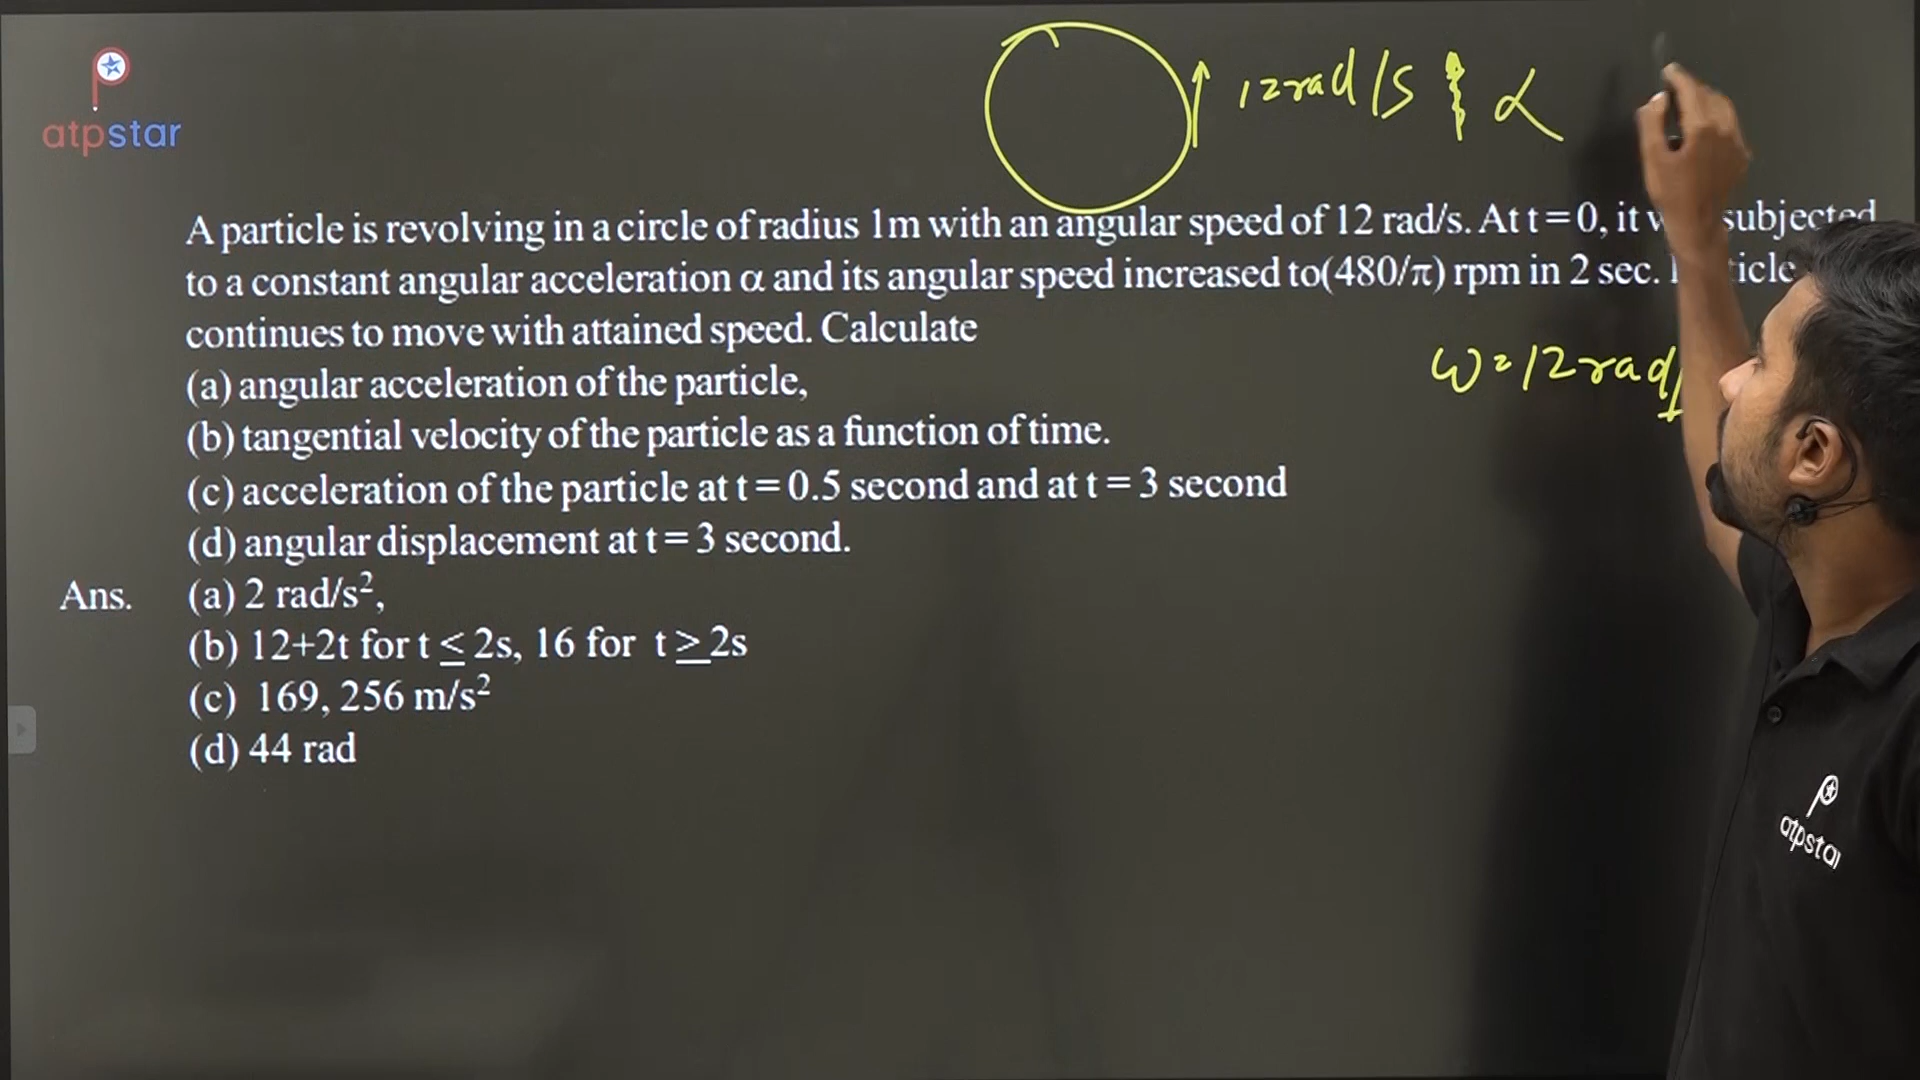 atpstar
12 rad/s α
A particle is revolving in a circle of radius 1m with an angular speed of 12 rad/s. At t = 0, it subjected
to a constant angular acceleration α and its angular speed increased to(480/π) rpm in 2 sec.
continues to move with attained speed. Calculate
ω = 12 rad/
(a) angular acceleration of the particle,
(b) tangential velocity of the particle as a function of time.
(c) acceleration of the particle at t = 0.5 second and at t = 3 second
(d) angular displacement at t = 3 second.
Ans. (a) 2 rad/s²,
(b) 12+2t for t ≤ 2s, 16 for t ≥ 2s
(c) 169, 256 m/s²
(d) 44 rad
atpstar